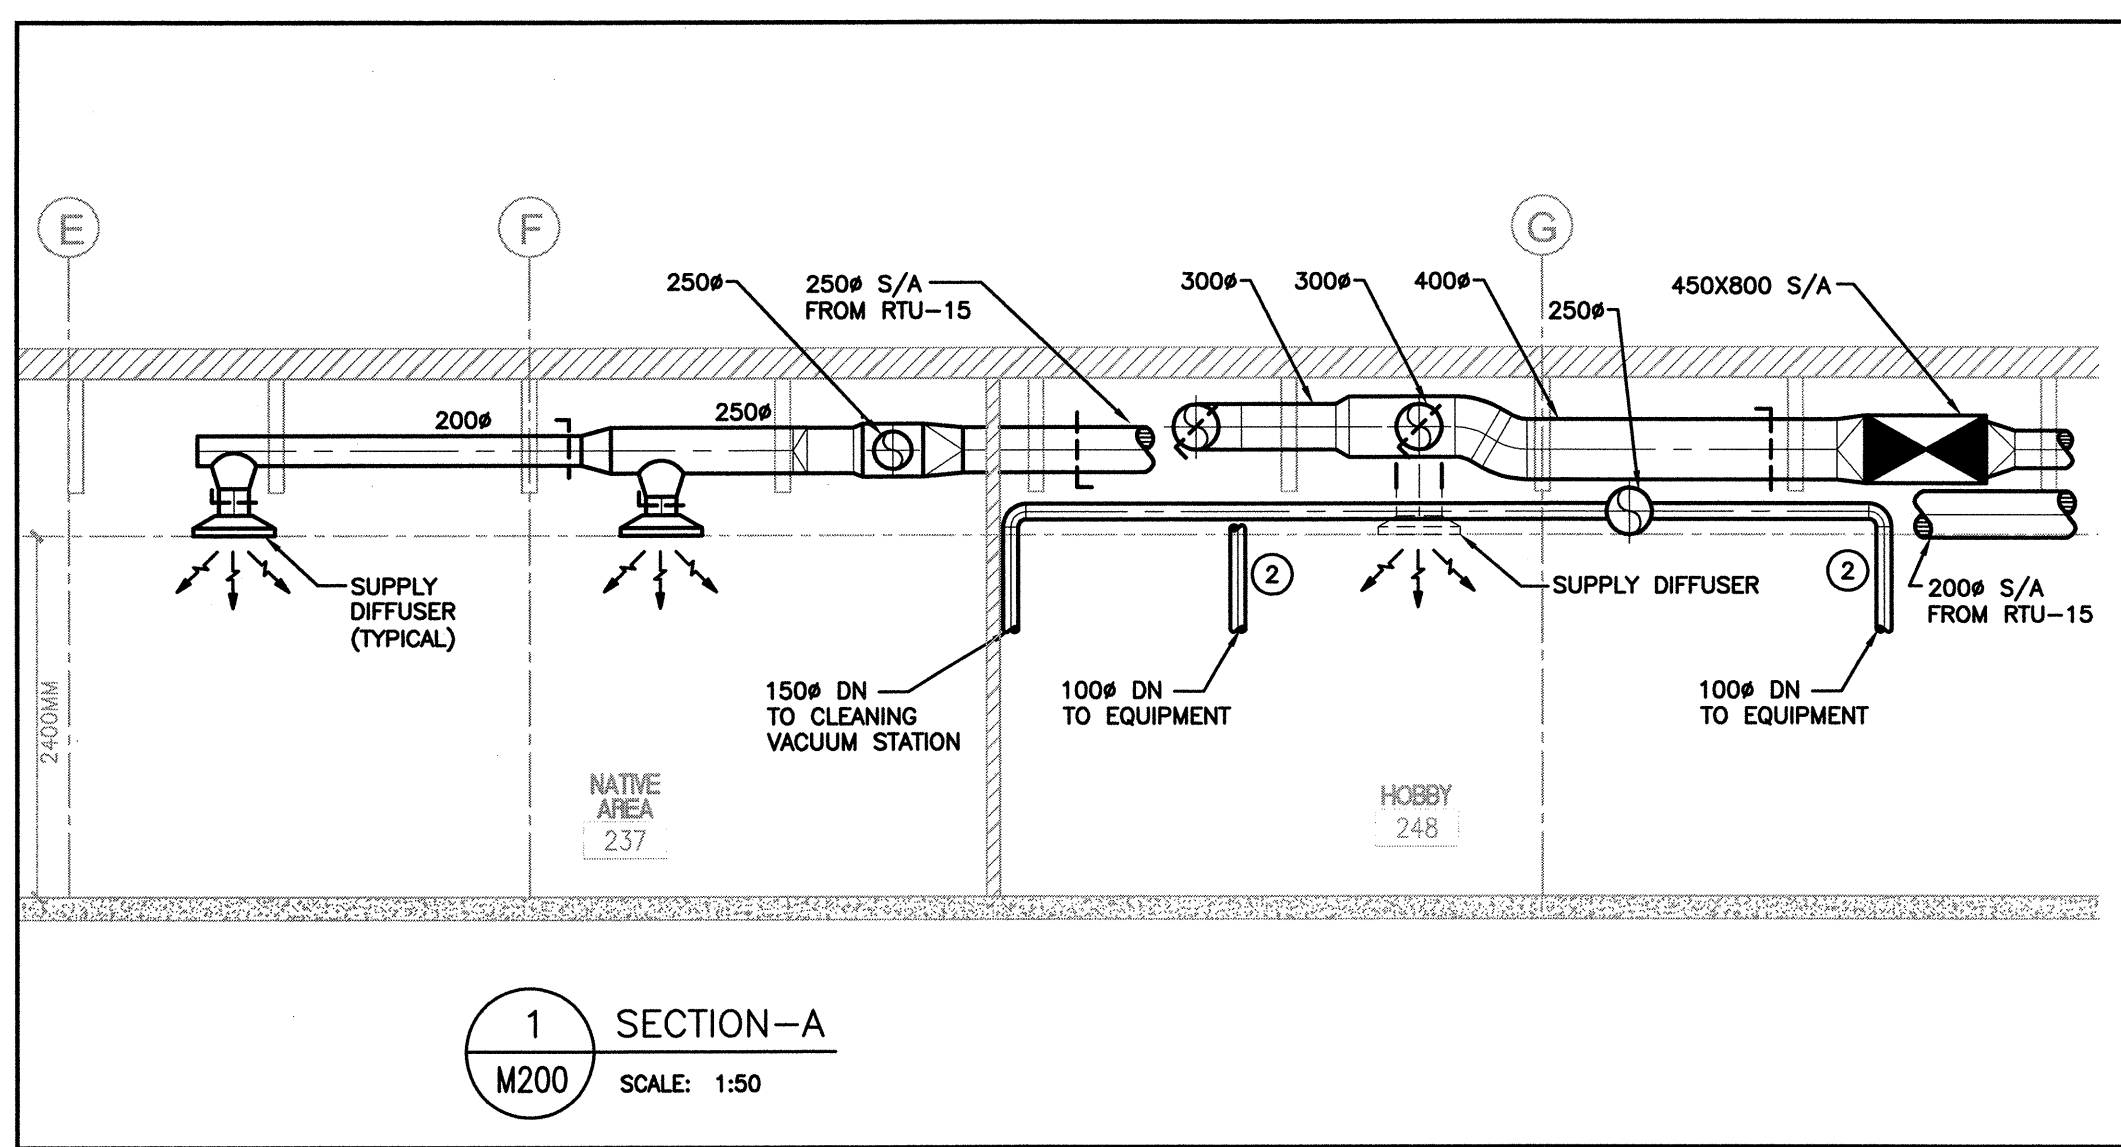 E
F
G
250ø
250ø S/A
FROM RTU-15
300ø
300ø
400ø
250ø
450X800 S/A
200ø
250ø
SUPPLY
DIFFUSER
(TYPICAL)
2
SUPPLY DIFFUSER
2
200ø S/A
FROM RTU-15
150ø DN
TO CLEANING
VACUUM STATION
100ø DN
TO EQUIPMENT
100ø DN
TO EQUIPMENT
2400MM
NATIVE
AREA
237
HOBBY
248
1
M200
SECTION-A
SCALE: 1:50